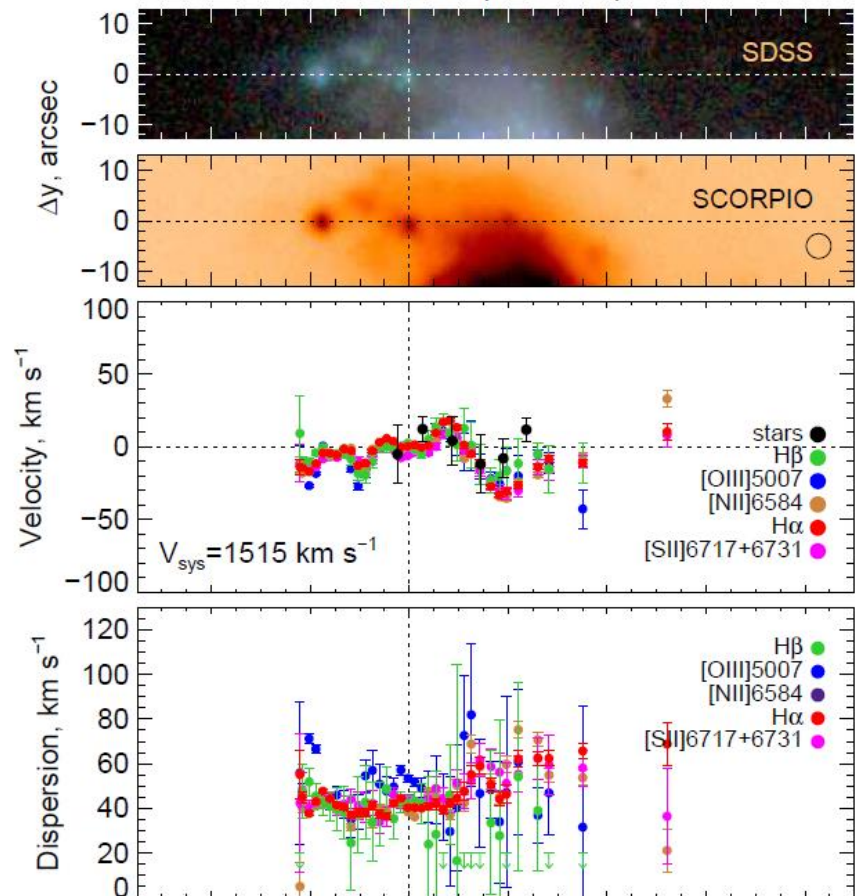 10
0
−10
SDSS
Δy, arcsec
10
0
−10
SCORPIO
100
50
0
−50
−100
Velocity, km s⁻¹
stars
Hβ
[OIII]5007
[NII]6584
Hα
[SII]6717+6731
Vsys=1515 km s⁻¹
120
100
80
60
40
20
0
Dispersion, km s⁻¹
Hβ
[OIII]5007
[NII]6584
Hα
[SII]6717+6731